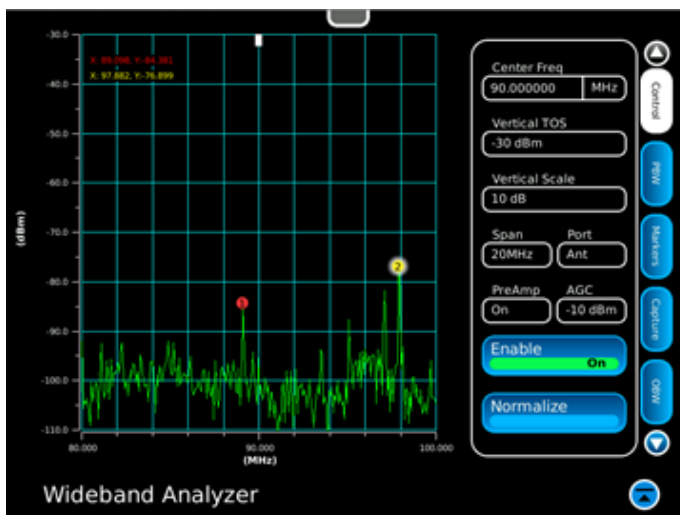 -30.0
X: 89.098, Y:-84.381
X: 97.882, Y:-76.899
-40.0
-50.0
-60.0
(dBm)
-70.0
-80.0
-90.0
-100.0
-110.0
1
2
80.000
90.000
100.000
(MHz)
Center Freq
90.000000 MHz
Vertical TOS
-30 dBm
Vertical Scale
10 dB
Span Port
20MHz Ant
PreAmp AGC
On -10 dBm
Enable
On
Normalize
Control
PBW
Markers
Capture
OBW
Wideband Analyzer